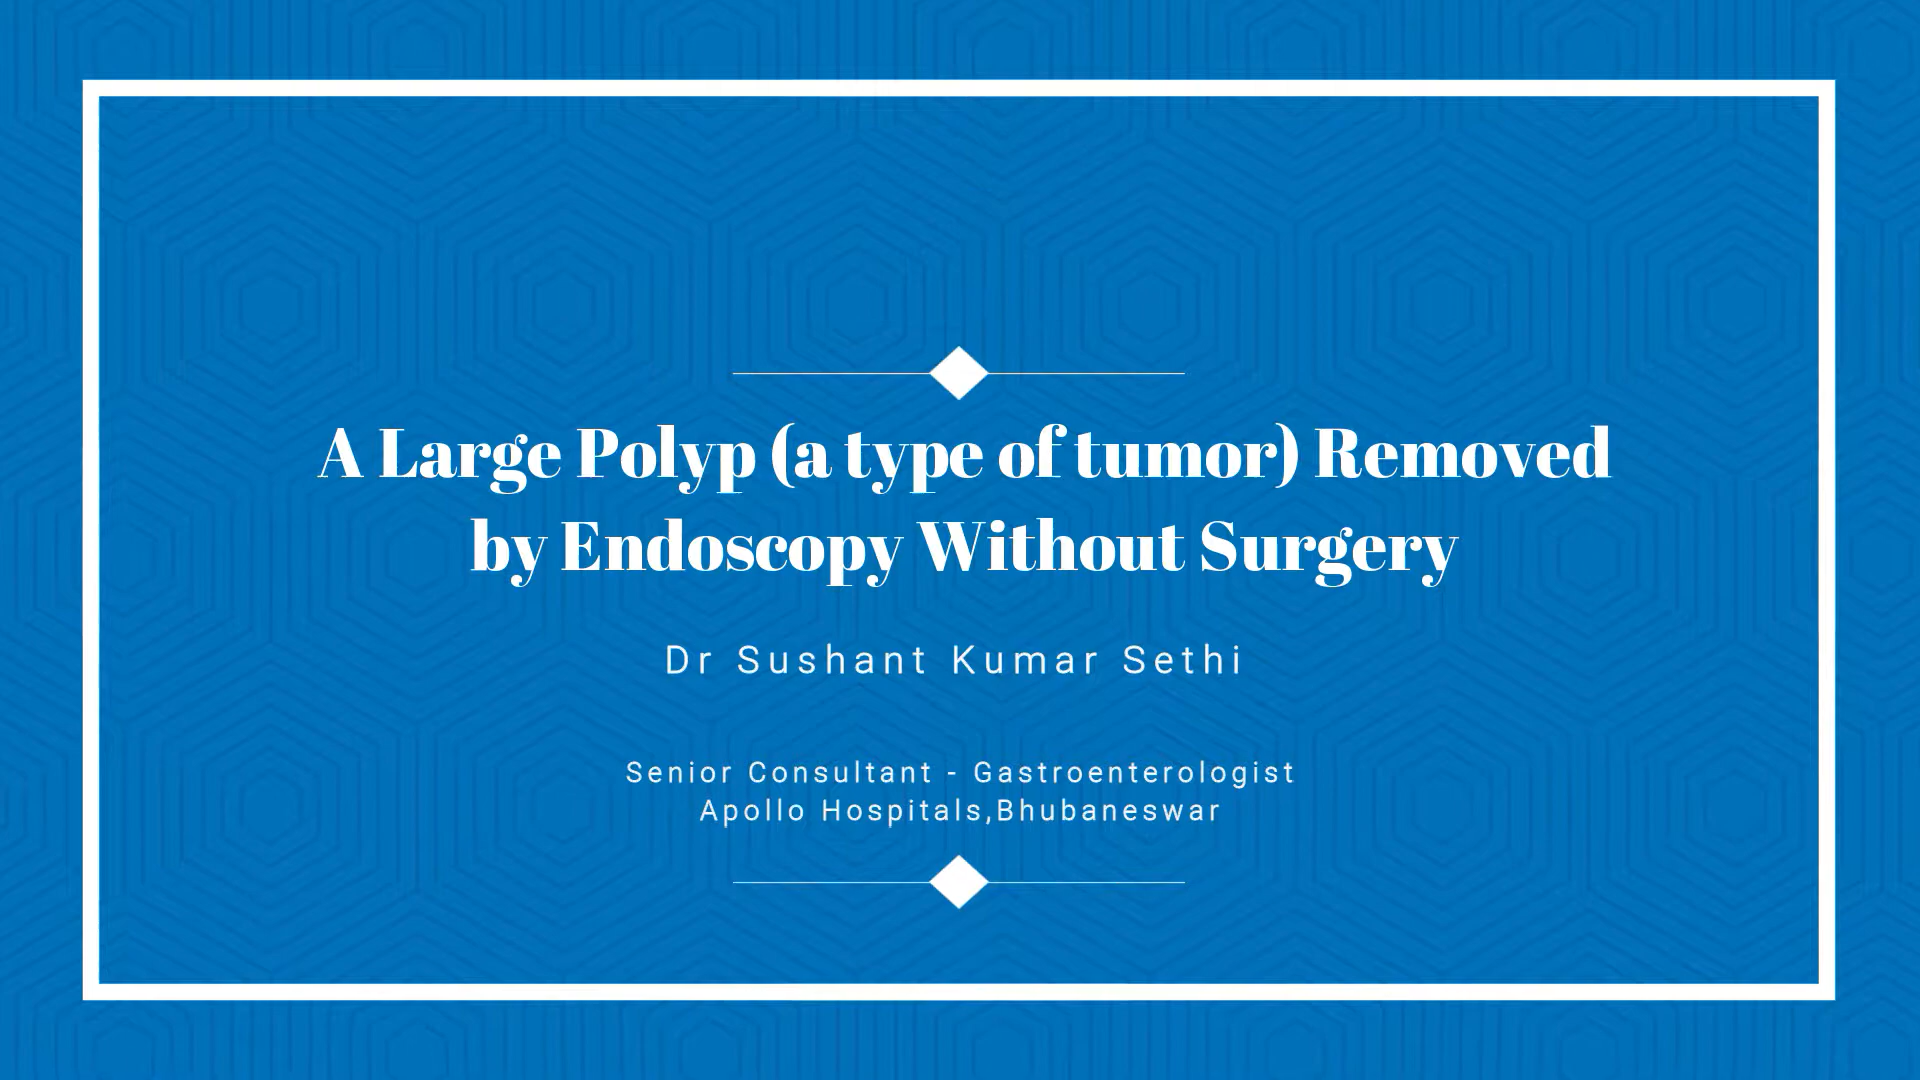 A Large Polyp (a type of tumor) Removed
by Endoscopy Without Surgery
Dr Sushant Kumar Sethi
Senior Consultant - Gastroenterologist
Apollo Hospitals,Bhubaneswar